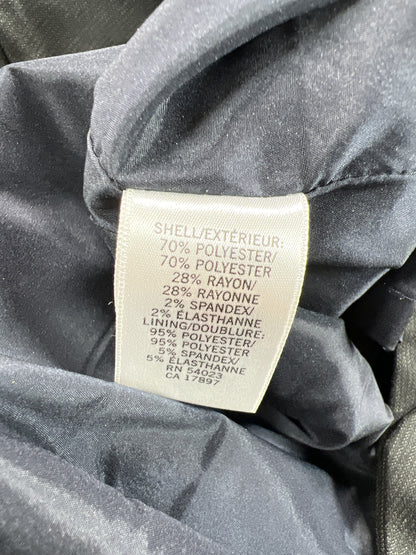 SHELL/EXTÉRIEUR:
70% POLYESTER/
70% POLYESTER
28% RAYON/
28% RAYONNE
2% SPANDEX/
2% ÉLASTHANNE
LINING/DOUBLURE:
95% POLYESTER/
95% POLYESTER
5% SPANDEX/
5% ÉLASTHANNE
RN 54023
CA 17897